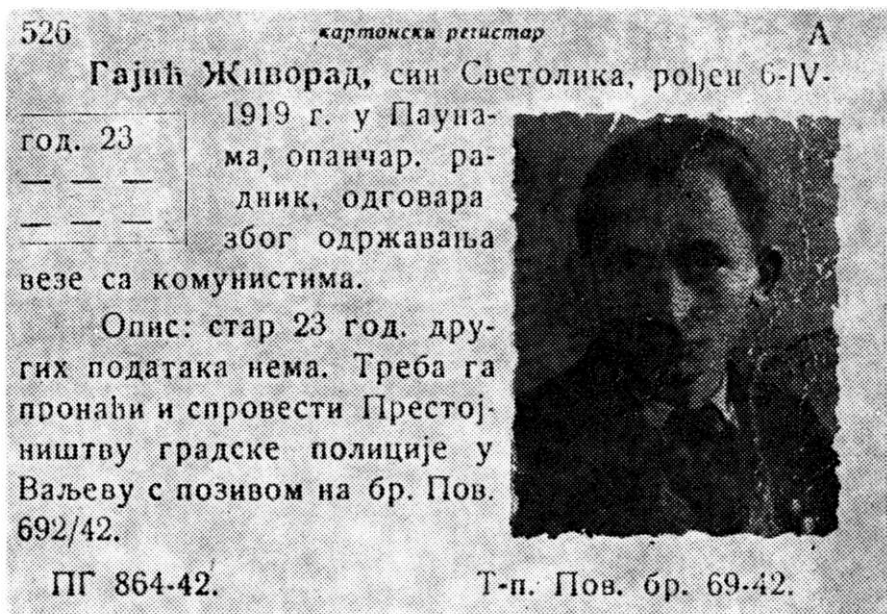 526 картонски регистар А
Гајић Живорад, син Светолика, рођен 6-IV-
1919 г. у Пауна-
год. 23
ма, опанчар. ра-
дник, одговара
због одржавања
везе са комунистима.
Опис: стар 23 год. дру-
гих података нема. Треба га
пронаћи и спровести Престој-
ништву градске полиције у
Ваљеву с позивом на бр. Пов.
692/42.
ПГ 864-42. Т-п. Пов. бр. 69-42.